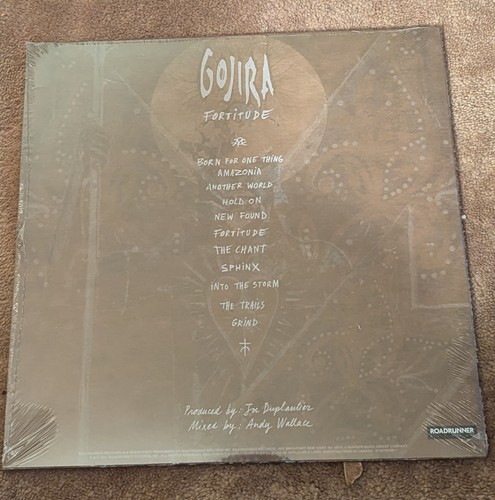 GOJIRA
FORTITUDE
BORN FOR ONE THING
AMAZONIA
ANOTHER WORLD
HOLD ON
NEW FOUND
FORTITUDE
THE CHANT
SPHINX
INTO THE STORM
THE TRAILS
GRIND
Produced by: Joe Duplantier
Mixed by: Andy Wallace
ROADRUNNER